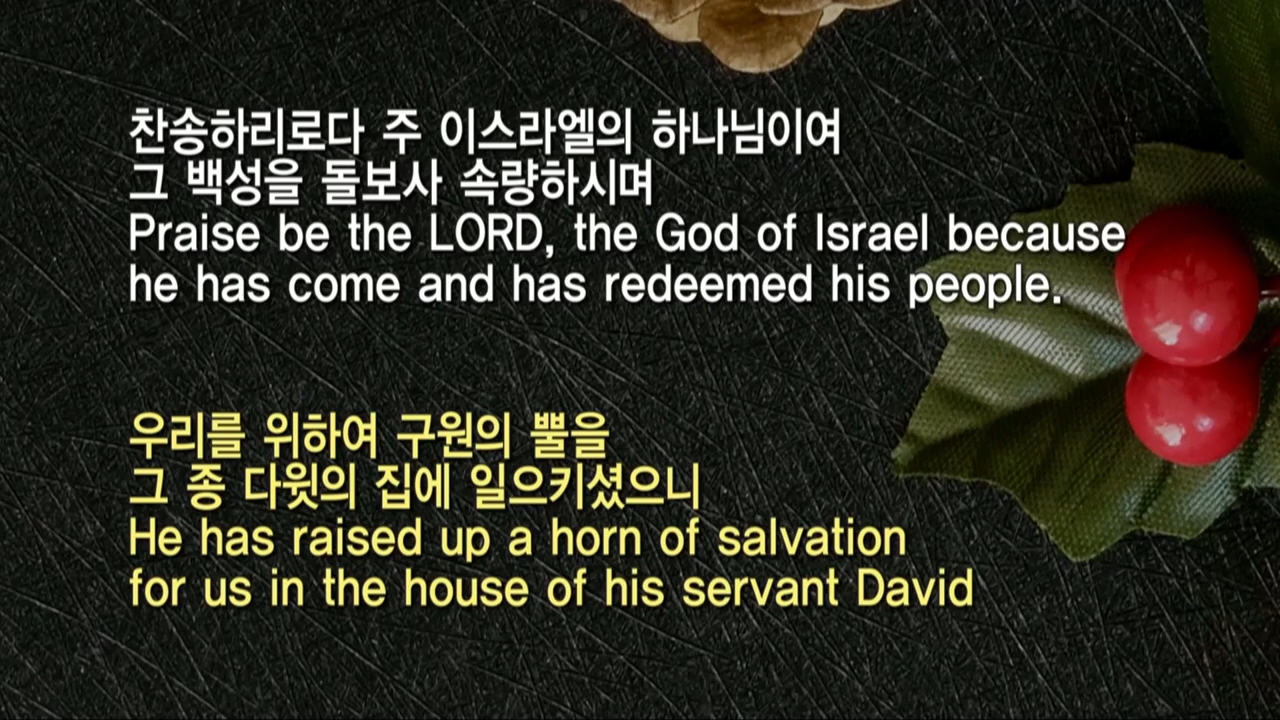 찬송하리로다 주 이스라엘의 하나님이여
그 백성을 돌보사 속량하시며
Praise be the LORD, the God of Israel because
he has come and has redeemed his people.
우리를 위하여 구원의 뿔을
그 종 다윗의 집에 일으키셨으니
He has raised up a horn of salvation
for us in the house of his servant David